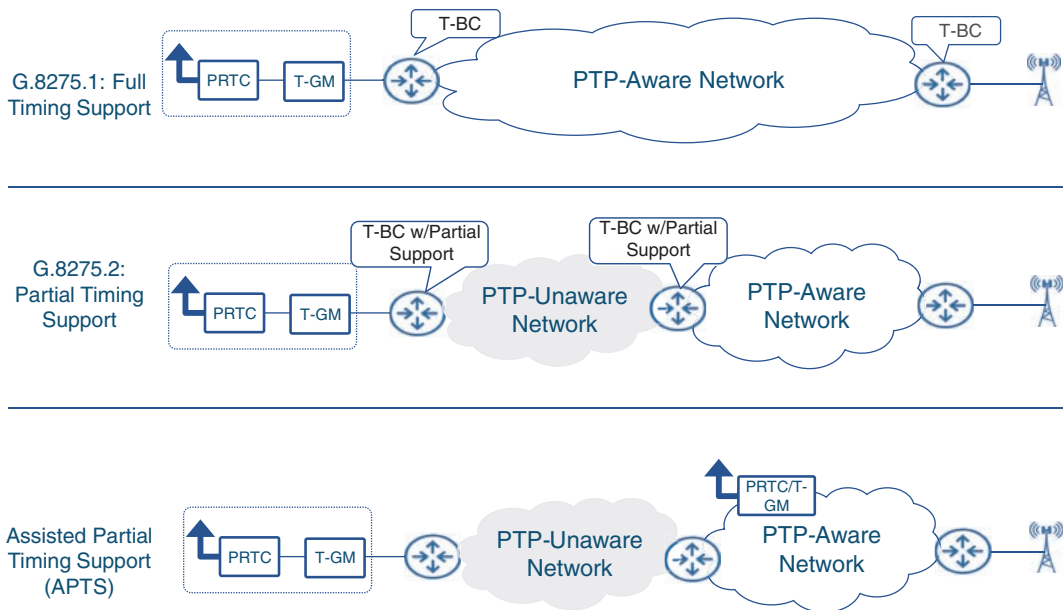 T-BC
T-BC
G.8275.1: Full
Timing Support
PRTC
T-GM
PTP-Aware Network
T-BC w/Partial
Support
T-BC w/Partial
Support
G.8275.2:
Partial Timing
Support
PRTC
T-GM
PTP-Unaware
Network
PTP-Aware
Network
PRTC/T-
GM
Assisted Partial
Timing Support
(APTS)
PRTC
T-GM
PTP-Unaware
Network
PTP-Aware
Network